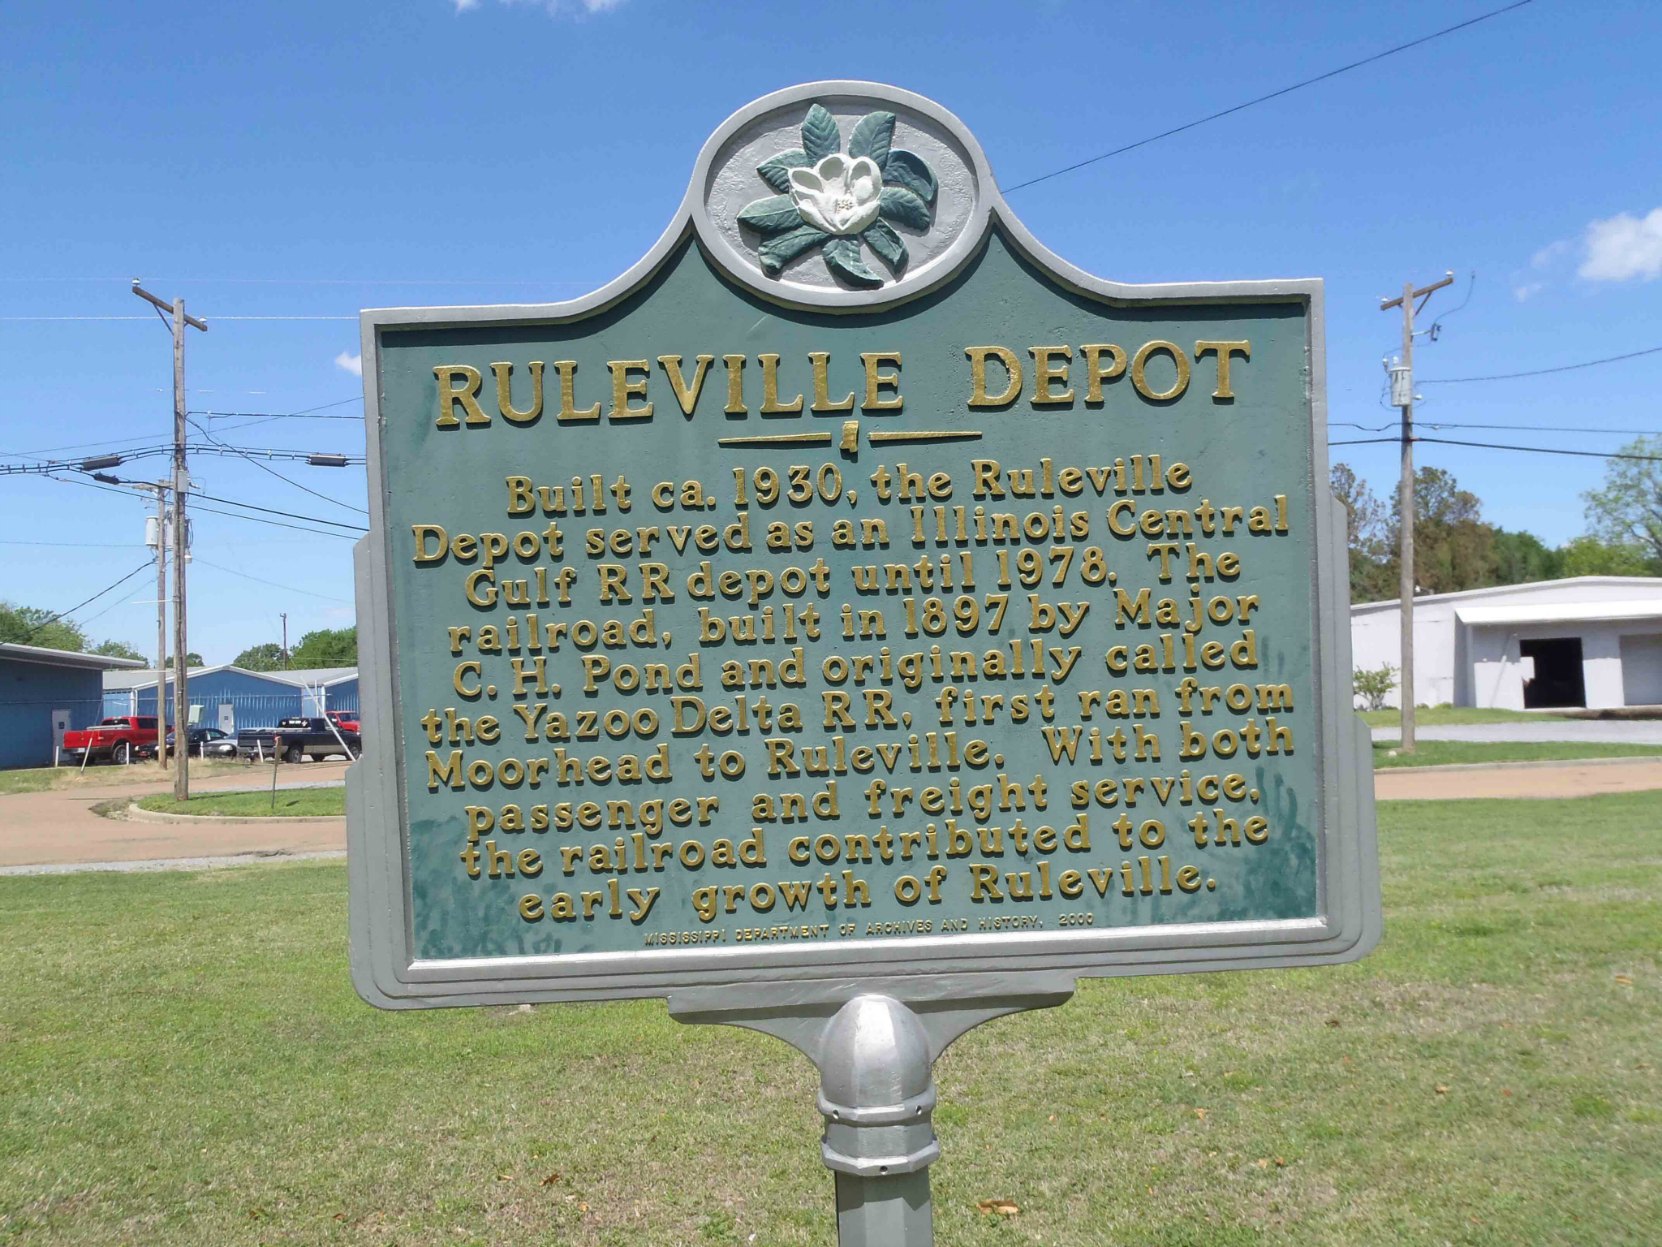 RULEVILLE DEPOT
Built ca. 1930, the Ruleville
Depot served as an Illinois Central
Gulf RR depot until 1978. The
railroad, built in 1897 by Major
C. H. Pond and originally called
the Yazoo Delta RR, first ran from
Moorhead to Ruleville. With both
passenger and freight service,
the railroad contributed to the
early growth of Ruleville.
MISSISSIPPI DEPARTMENT OF ARCHIVES AND HISTORY, 2000